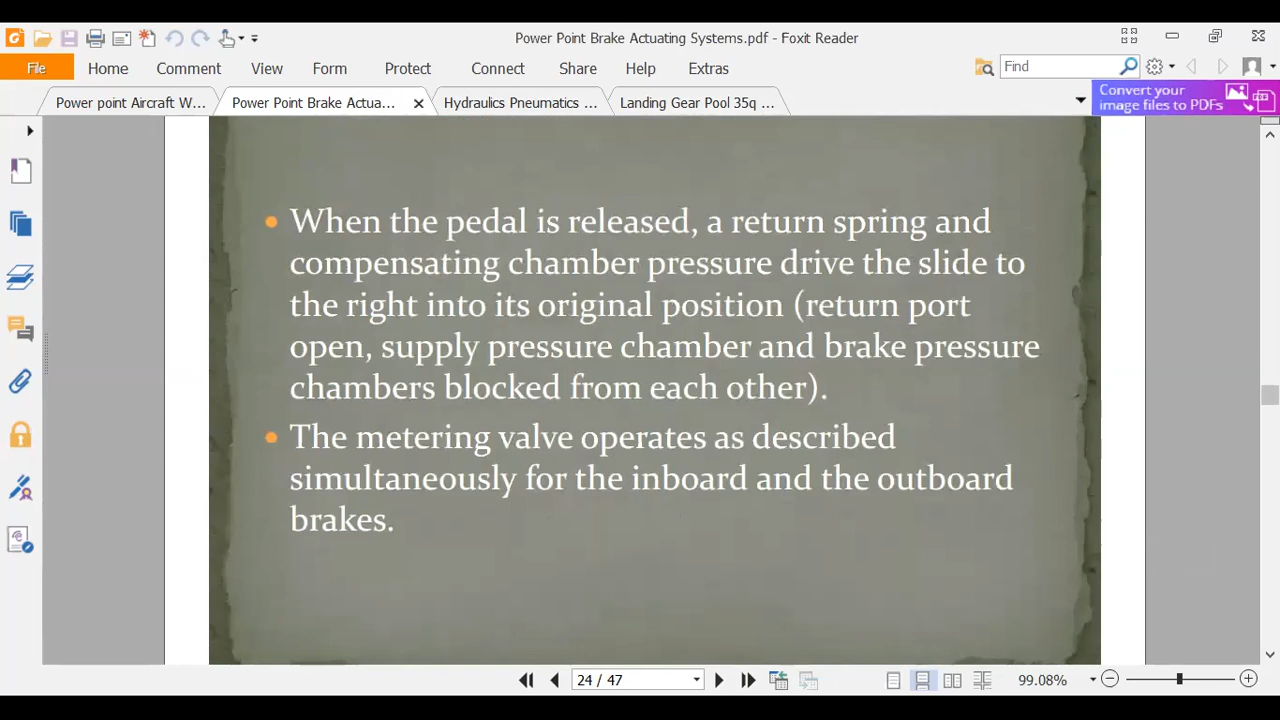 Power Point Brake Actuating Systems.pdf - Foxit Reader
File Home Comment View Form Protect Connect Share Help Extras Find
Power point Aircraft W... Power Point Brake Actua... Hydraulics Pneumatics ... Landing Gear Pool 35q ... Convert your
image files to PDFs
• When the pedal is released, a return spring and
compensating chamber pressure drive the slide to
the right into its original position (return port
open, supply pressure chamber and brake pressure
chambers blocked from each other).
• The metering valve operates as described
simultaneously for the inboard and the outboard
brakes.
24 / 47 99.08%